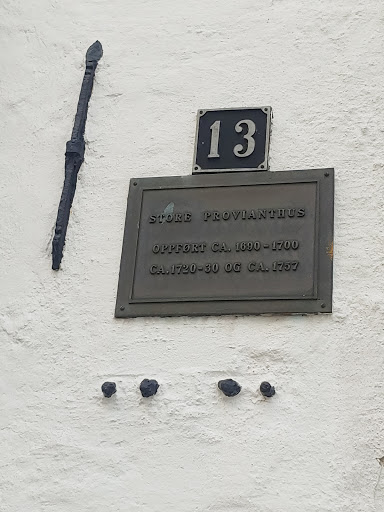 13
STORE PROVIANTHUS
OPPFØRT CA. 1690-1700
CA. 1720-30 OG CA. 1757